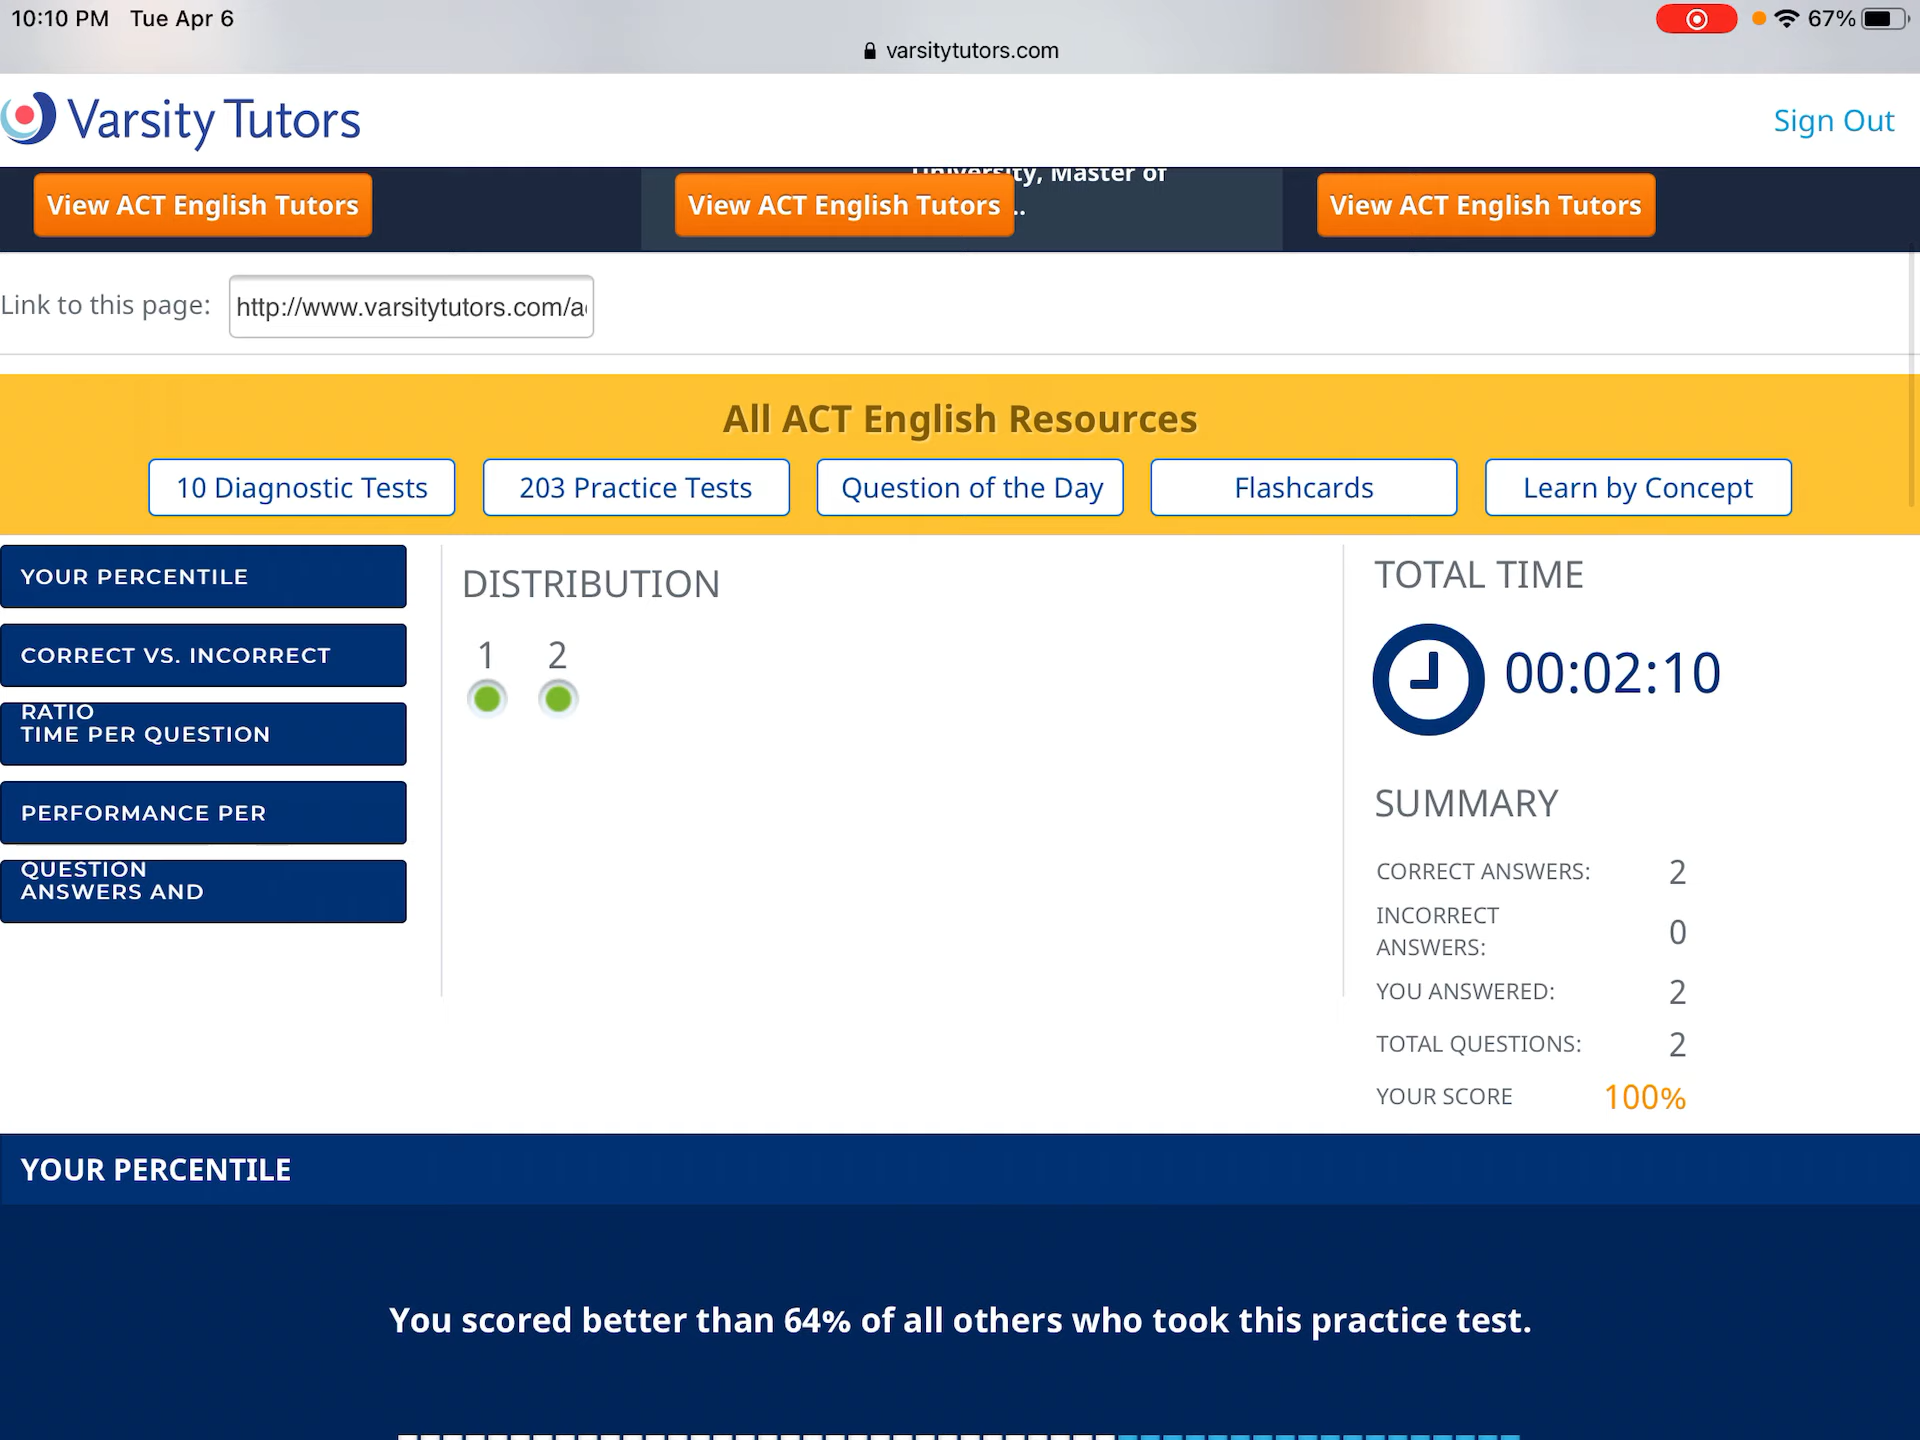 10:10 PM Tue Apr 6
67%
varsitytutors.com
Varsity Tutors
Sign Out
University, Master of
View ACT English Tutors
View ACT English Tutors ..
View ACT English Tutors
Link to this page: http://www.varsitytutors.com/a
All ACT English Resources
10 Diagnostic Tests
203 Practice Tests
Question of the Day
Flashcards
Learn by Concept
YOUR PERCENTILE
CORRECT VS. INCORRECT
RATIO
TIME PER QUESTION
PERFORMANCE PER
QUESTION
ANSWERS AND
DISTRIBUTION
1 2
TOTAL TIME
00:02:10
SUMMARY
CORRECT ANSWERS: 2
INCORRECT
ANSWERS: 0
YOU ANSWERED: 2
TOTAL QUESTIONS: 2
YOUR SCORE 100%
YOUR PERCENTILE
You scored better than 64% of all others who took this practice test.